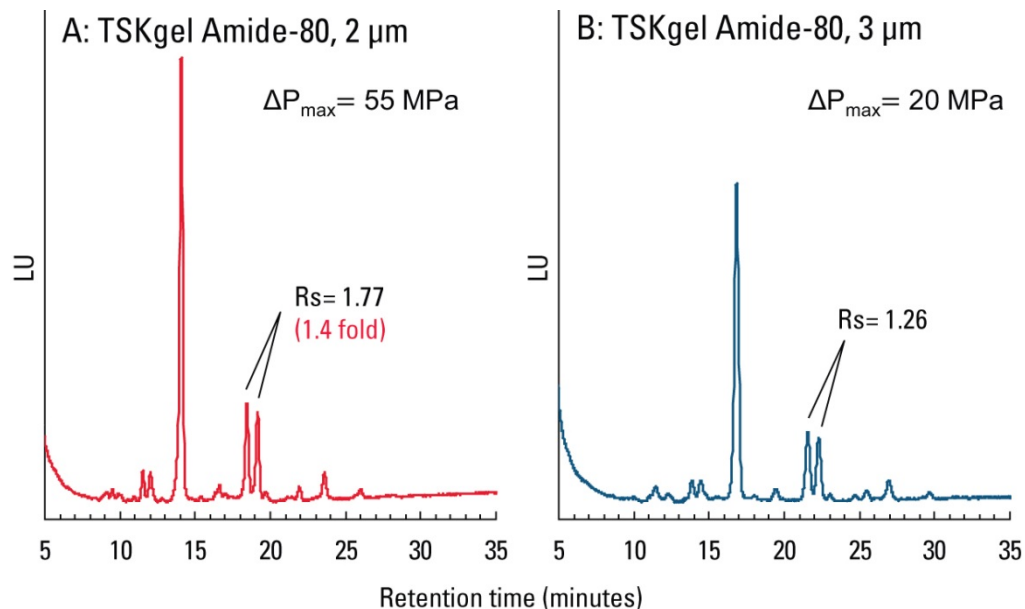 A: TSKgel Amide-80, 2 µm
ΔPmax= 55 MPa
LU
Rs= 1.77
(1.4 fold)
5 10 15 20 25 30 35
B: TSKgel Amide-80, 3 µm
ΔPmax= 20 MPa
LU
Rs= 1.26
5 10 15 20 25 30 35
Retention time (minutes)